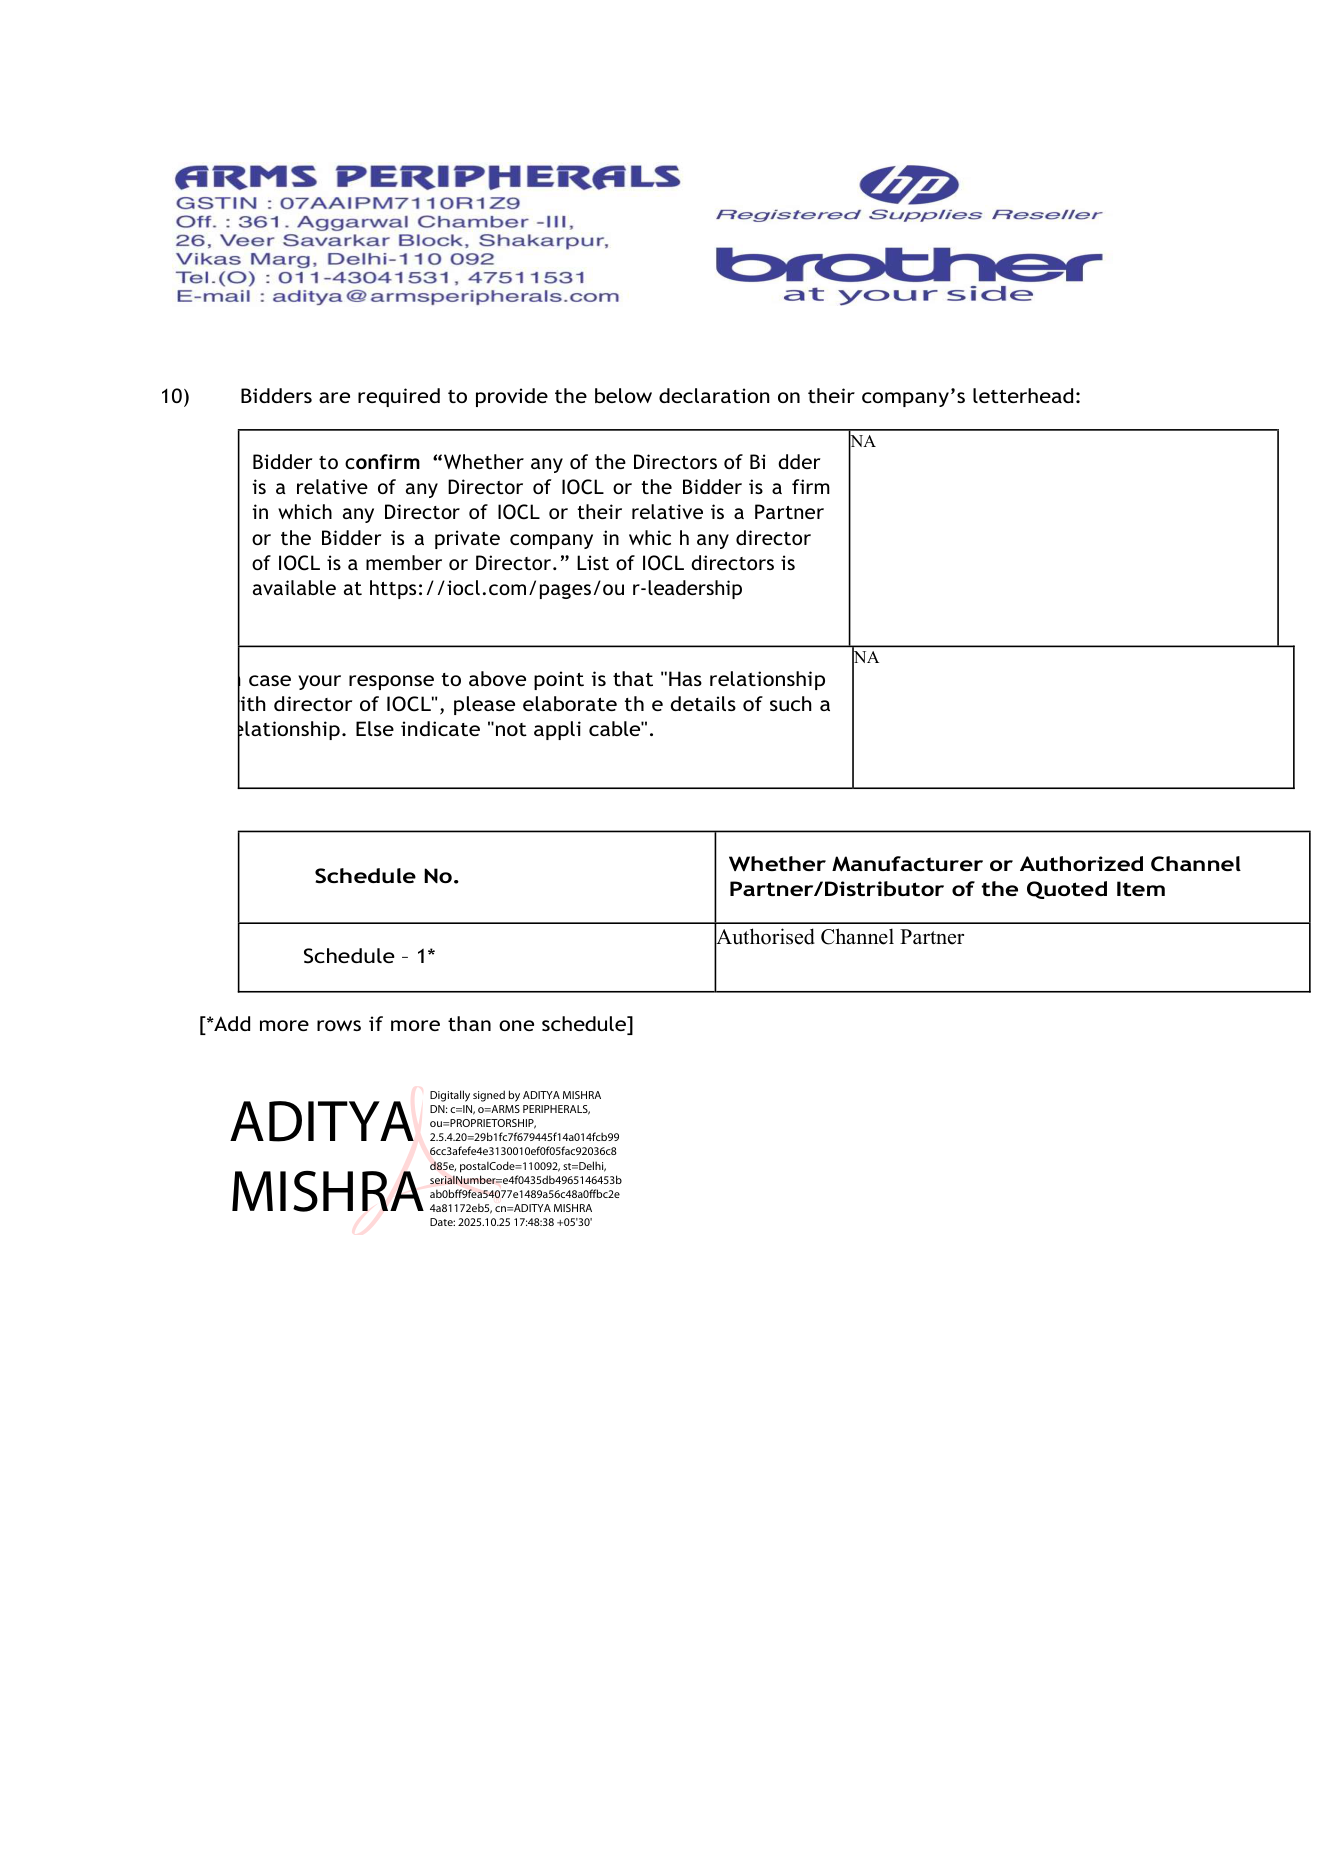 ARMS PERIPHERALS
GSTIN : 07AAIPM7110R1Z9
Off. : 361. Aggarwal Chamber -III,
26, Veer Savarkar Block, Shakarpur,
Vikas Marg, Delhi-110 092
Tel.(O) : 011-43041531, 47511531
E-mail : aditya@armsperipherals.com
hp
Registered Supplies Reseller
brother
at your side
10) Bidders are required to provide the below declaration on their company’s letterhead:
Bidder to confirm “Whether any of the Directors of Bi dder
is a relative of any Director of IOCL or the Bidder is a firm
in which any Director of IOCL or their relative is a Partner
or the Bidder is a private company in whic h any director
of IOCL is a member or Director.” List of IOCL directors is
available at https://iocl.com/pages/ou r-leadership
NA
case your response to above point is that "Has relationship
ith director of IOCL", please elaborate th e details of such a
elationship. Else indicate "not appli cable".
NA
Schedule No.
Whether Manufacturer or Authorized Channel
Partner/Distributor of the Quoted Item
Schedule – 1*
Authorised Channel Partner
[*Add more rows if more than one schedule]
ADITYA
MISHRA
Digitally signed by ADITYA MISHRA
DN: c=IN, o=ARMS PERIPHERALS,
ou=PROPRIETORSHIP,
2.5.4.20=29b1fc7f679445f14a014fcb99
6cc3afefe4e3130010ef0f05fac92036c8
d85e, postalCode=110092, st=Delhi,
serialNumber=e4f0435db4965146453b
ab0bff9fea54077e1489a56c48a0ffbc2e
4a81172eb5, cn=ADITYA MISHRA
Date: 2025.10.25 17:48:38 +05'30'